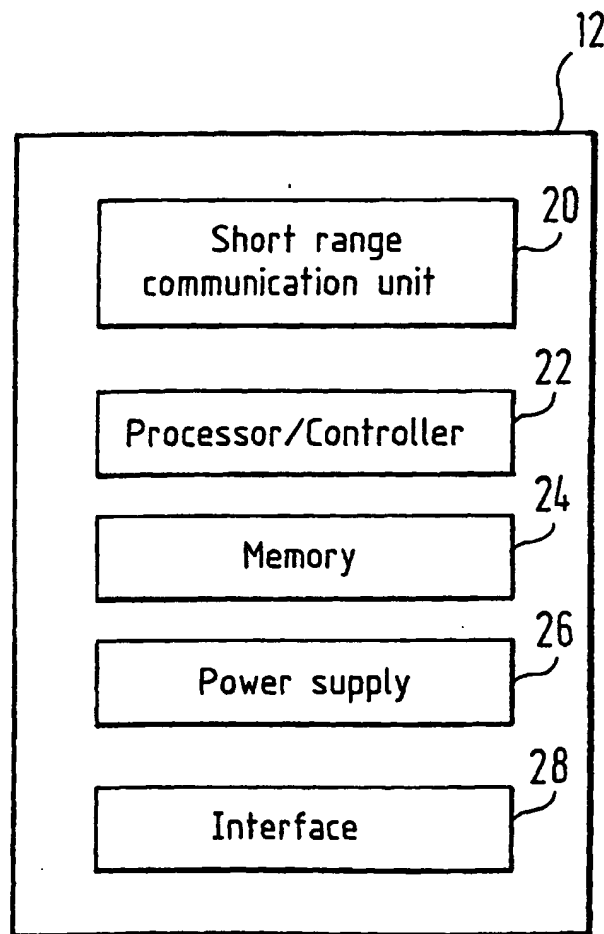 12
Short range
communication unit
20
Processor/Controller
22
Memory
24
Power supply
26
Interface
28